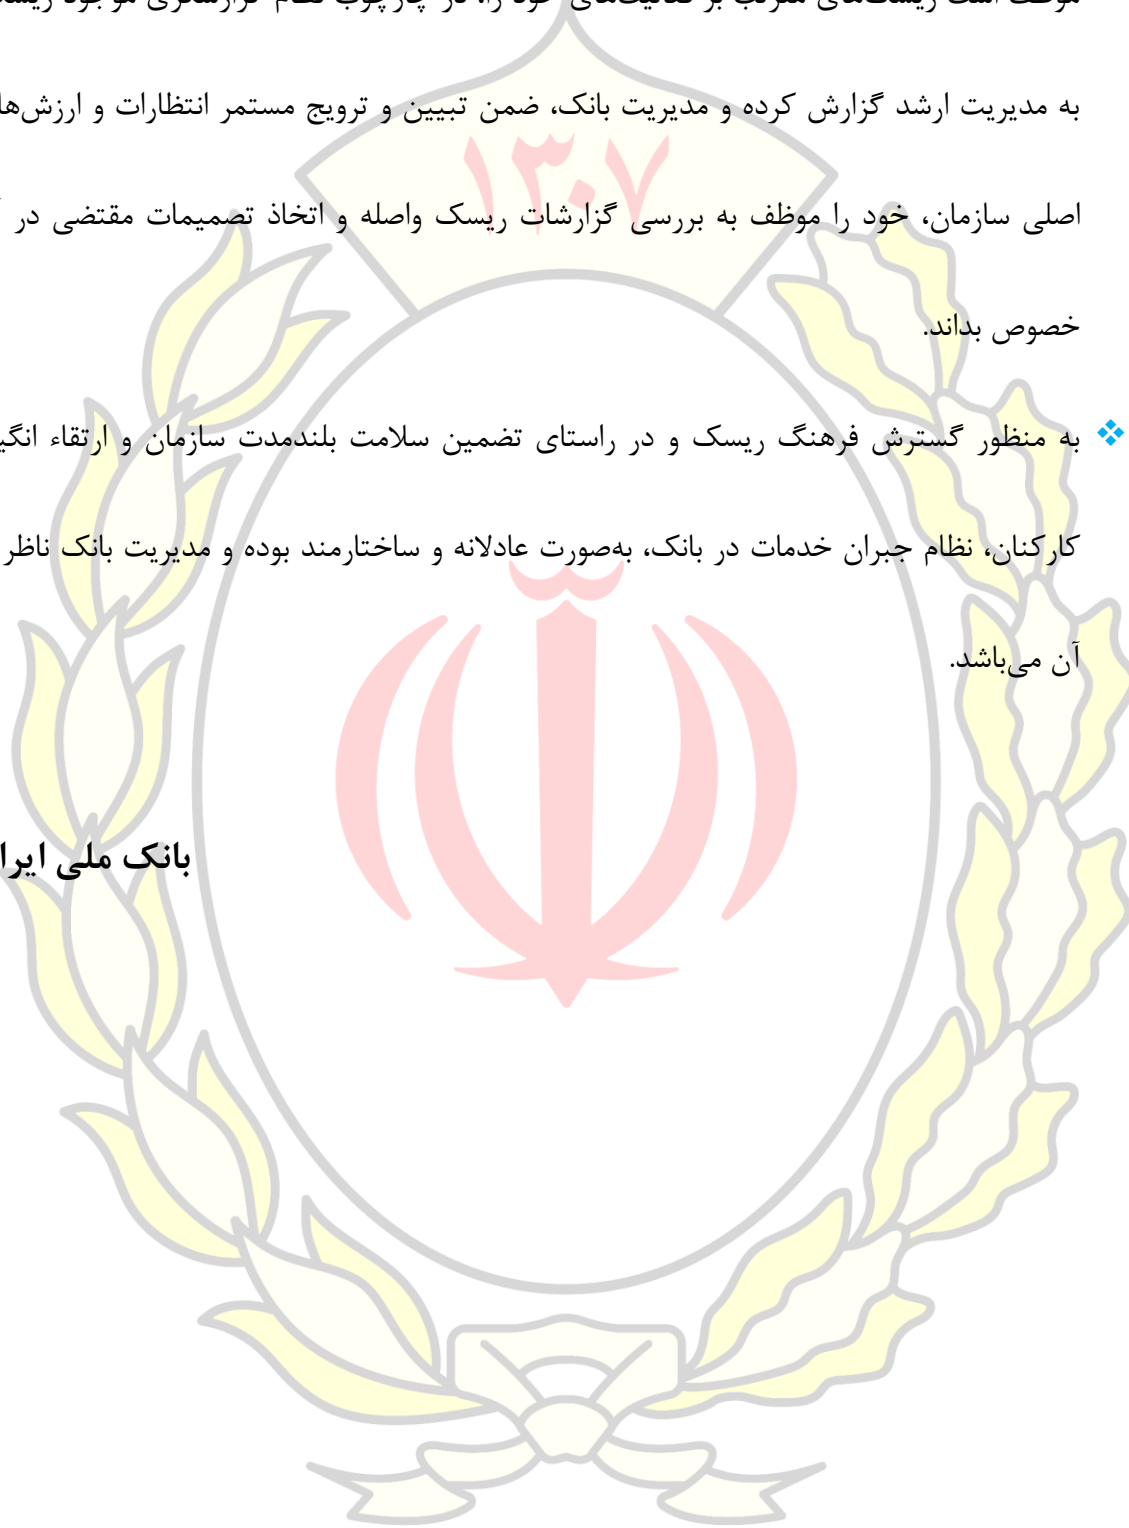 موظف است ریسک‌های مترتب بر فعالیت‌های خود را، در چارچوب نظام گزارشگری موجود
به مدیریت ارشد گزارش کرده و مدیریت بانک، ضمن تبیین و ترویج مستمر انتظارات و
۱۳۰۷
اصلی سازمان، خود را موظف به بررسی گزارشات ریسک واصله و اتخاذ تصمیمات مقتضی در
خصوص بداند.
❖ به منظور گسترش فرهنگ ریسک و در راستای تضمین سلامت بلندمدت سازمان و ارتقاء
کارکنان، نظام جبران خدمات در بانک، به‌صورت عادلانه و ساختارمند بوده و مدیریت بانک ناظر
آن می‌باشد.
بانک ملی